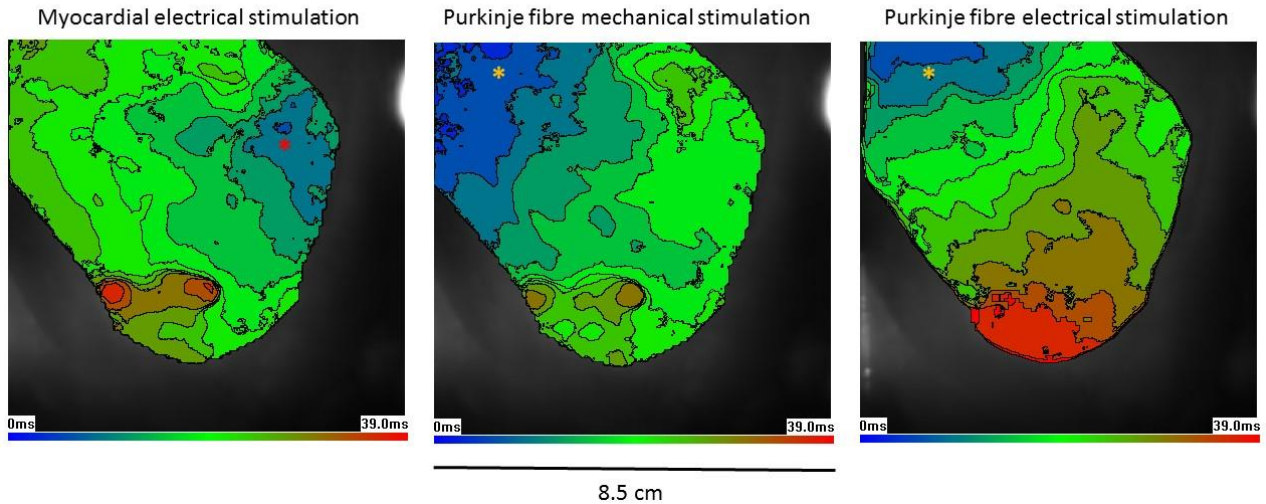 Myocardial electrical stimulation
Purkinje fibre mechanical stimulation
Purkinje fibre electrical stimulation
*
*
*
0ms 39.0ms
0ms 39.0ms
0ms 39.0ms
8.5 cm